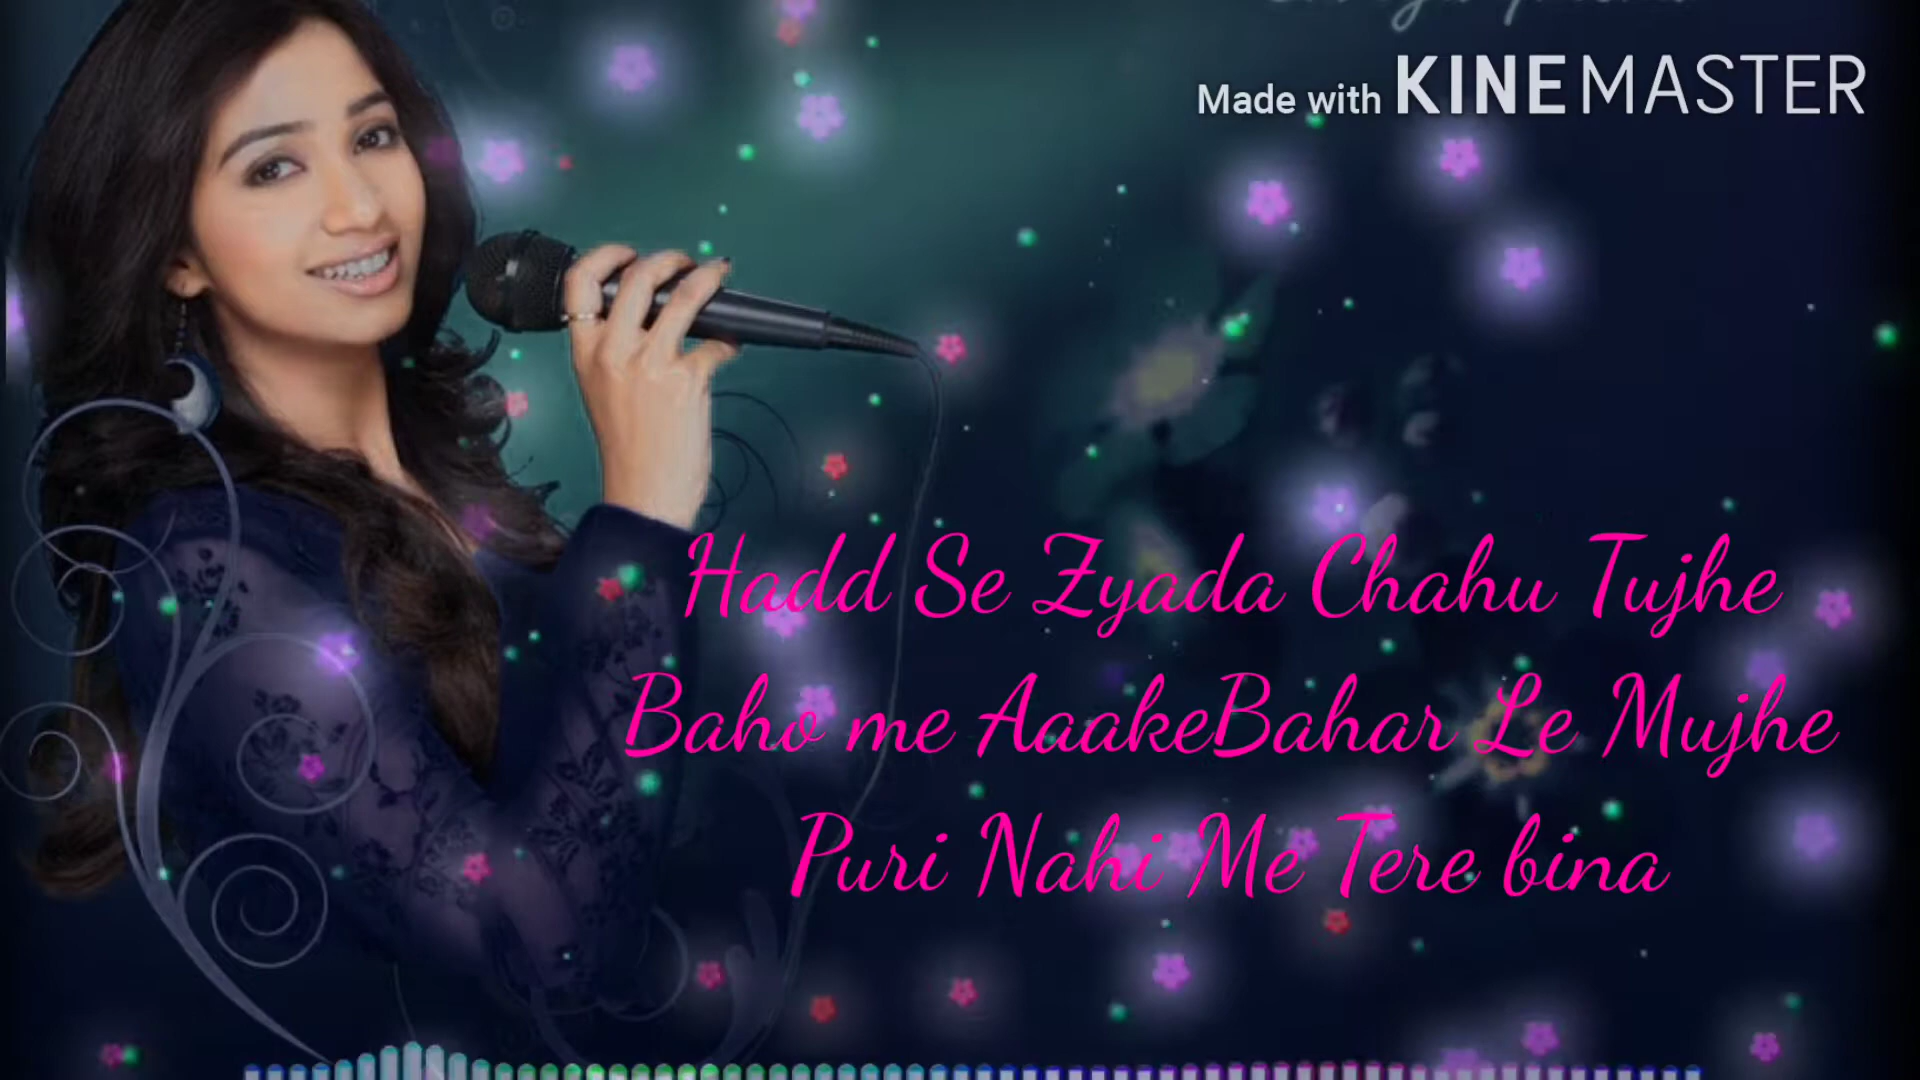 Made with KINEMASTER
Hadd Se Zyada Chahu Tujhe
Baho me AaakeBahar Le Mujhe
Puri Nahi Me Tere bina